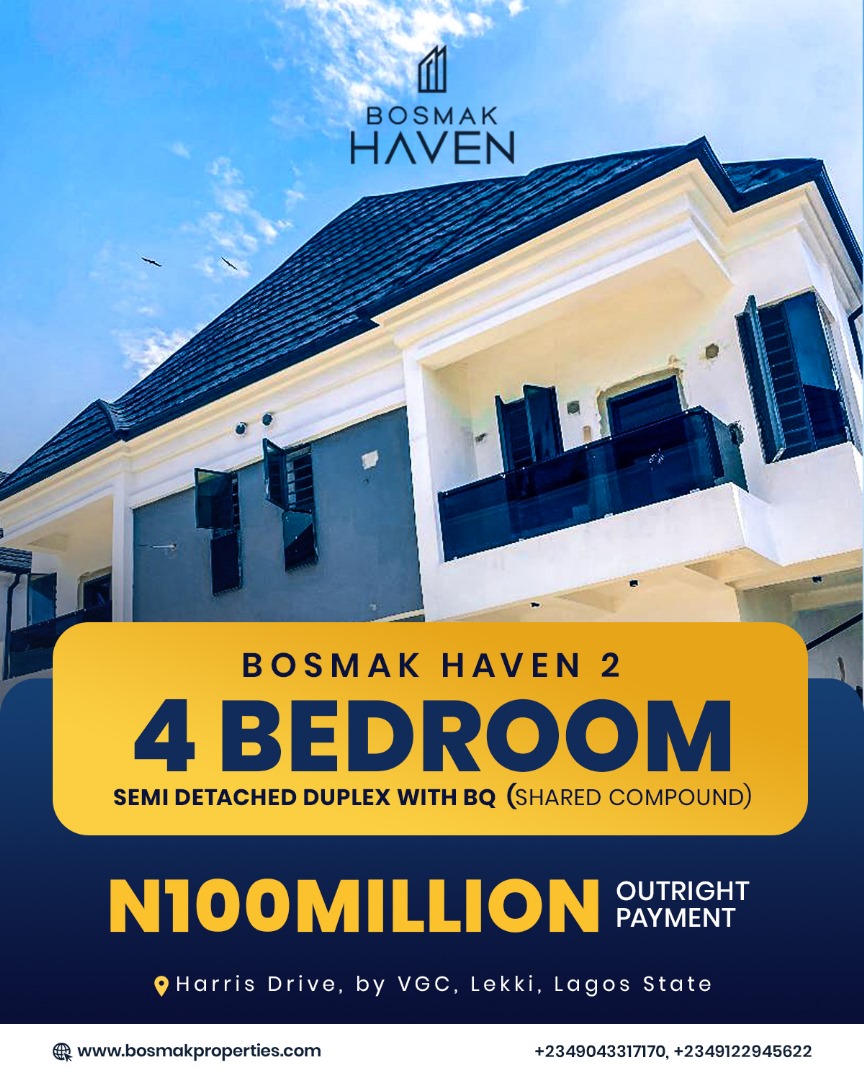 BOSMAK
HAVEN
BOSMAK HAVEN 2
4 BEDROOM
SEMI DETACHED DUPLEX WITH BQ (SHARED COMPOUND)
N100MILLION OUTRIGHT
PAYMENT
Harris Drive, by VGC, Lekki, Lagos State
www.bosmakproperties.com +2349043317170, +2349122945622